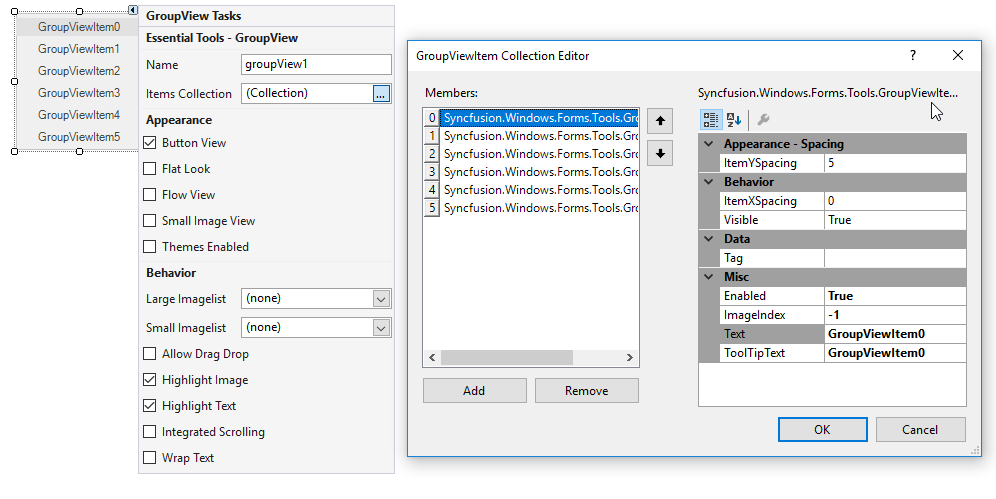 GroupViewItem0
GroupViewItem1
GroupViewItem2
GroupViewItem3
GroupViewItem4
GroupViewItem5
GroupView Tasks
Essential Tools - GroupView
Name groupView1
Items Collection (Collection) ...
Appearance
Button View
Flat Look
Flow View
Small Image View
Themes Enabled
Behavior
Large Imagelist (none)
Small Imagelist (none)
Allow Drag Drop
Highlight Image
Highlight Text
Integrated Scrolling
Wrap Text
GroupViewItem Collection Editor
? ×
Members:
0 Syncfusion.Windows.Forms.Tools.Gro
1 Syncfusion.Windows.Forms.Tools.Gro
2 Syncfusion.Windows.Forms.Tools.Gro
3 Syncfusion.Windows.Forms.Tools.Gro
4 Syncfusion.Windows.Forms.Tools.Gro
5 Syncfusion.Windows.Forms.Tools.Gro
Add Remove
Syncfusion.Windows.Forms.Tools.GroupViewIte...
Appearance - Spacing
ItemYSpacing 5
Behavior
ItemXSpacing 0
Visible True
Data
Tag
Misc
Enabled True
ImageIndex -1
Text GroupViewItem0
ToolTipText GroupViewItem0
OK Cancel